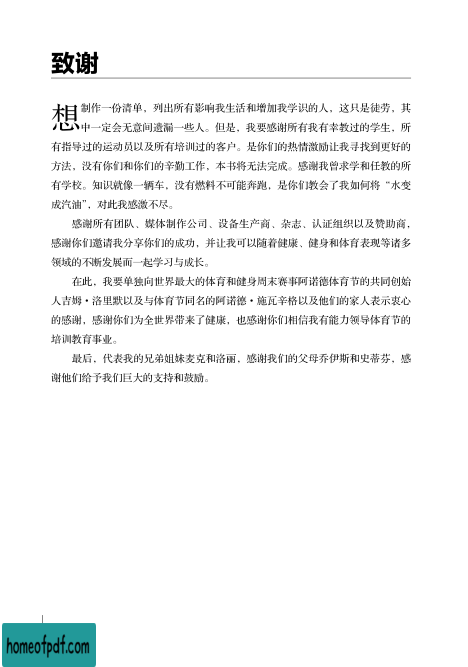 致谢
想制作一份清单，列出所有影响我生活和增加我学识的人，这只是徒劳，其
中一定会无意间遗漏一些人。但是，我要感谢所有我有幸教过的学生，所
有指导过的运动员以及所有培训过的客户。是你们的热情激励让我寻找到更好的
方法，没有你们和你们的辛勤工作，本书将无法完成。感谢我曾求学和任教的所
有学校。知识就像一辆车，没有燃料不可能奔跑，是你们教会了我如何将“水变
成汽油”，对此我感激不尽。
感谢所有团队、媒体制作公司、设备生产商、杂志、认证组织以及赞助商，
感谢你们邀请我分享你们的成功，并让我可以随着健康、健身和体育表现等诸多
领域的不断发展而一起学习与成长。
在此，我要单独向世界最大的体育和健身周末赛事阿诺德体育节的共同创始
人吉姆·洛里默以及与体育节同名的阿诺德·施瓦辛格以及他们的家人表示衷心
的感谢，感谢你们为全世界带来了健康，也感谢你们相信我有能力领导体育节的
培训教育事业。
最后，代表我的兄弟姐妹麦克和洛丽，感谢我们的父母乔伊斯和史蒂芬，感
谢他们给予我们巨大的支持和鼓励。
homeofpdf.com